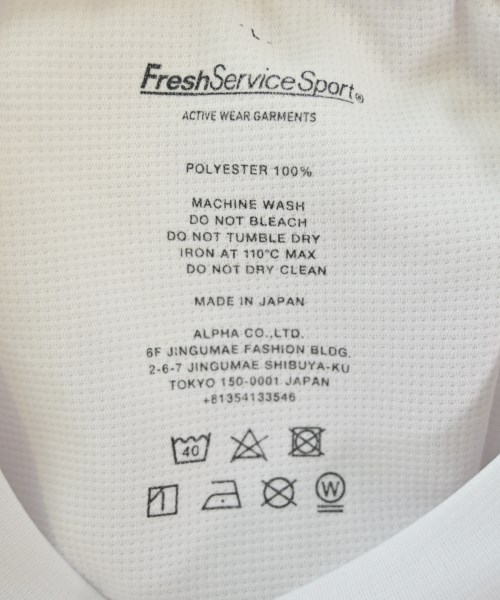 FreshServiceSport®
ACTIVE WEAR GARMENTS
POLYESTER 100%
MACHINE WASH
DO NOT BLEACH
DO NOT TUMBLE DRY
IRON AT 110°C MAX
DO NOT DRY CLEAN
MADE IN JAPAN
ALPHA CO.,LTD.
6F JINGUMAE FASHION BLDG.
2-6-7 JINGUMAE SHIBUYA-KU
TOKYO 150-0001 JAPAN
+81354133546
40
W